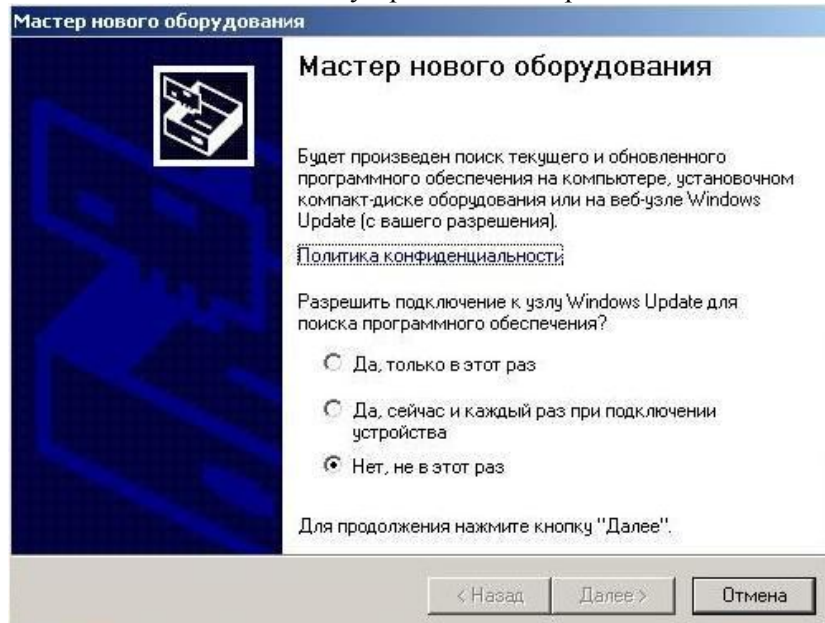 Мастер нового оборудования
Мастер нового оборудования
Будет произведен поиск текущего и обновленного
программного обеспечения на компьютере, установочном
компакт-диске оборудования или на веб-узле Windows
Update (с вашего разрешения).
Политика конфиденциальности
Разрешить подключение к узлу Windows Update для
поиска программного обеспечения?
Да, только в этот раз
Да, сейчас и каждый раз при подключении
устройства
Нет, не в этот раз
Для продолжения нажмите кнопку "Далее".
< Назад Далее > Отмена